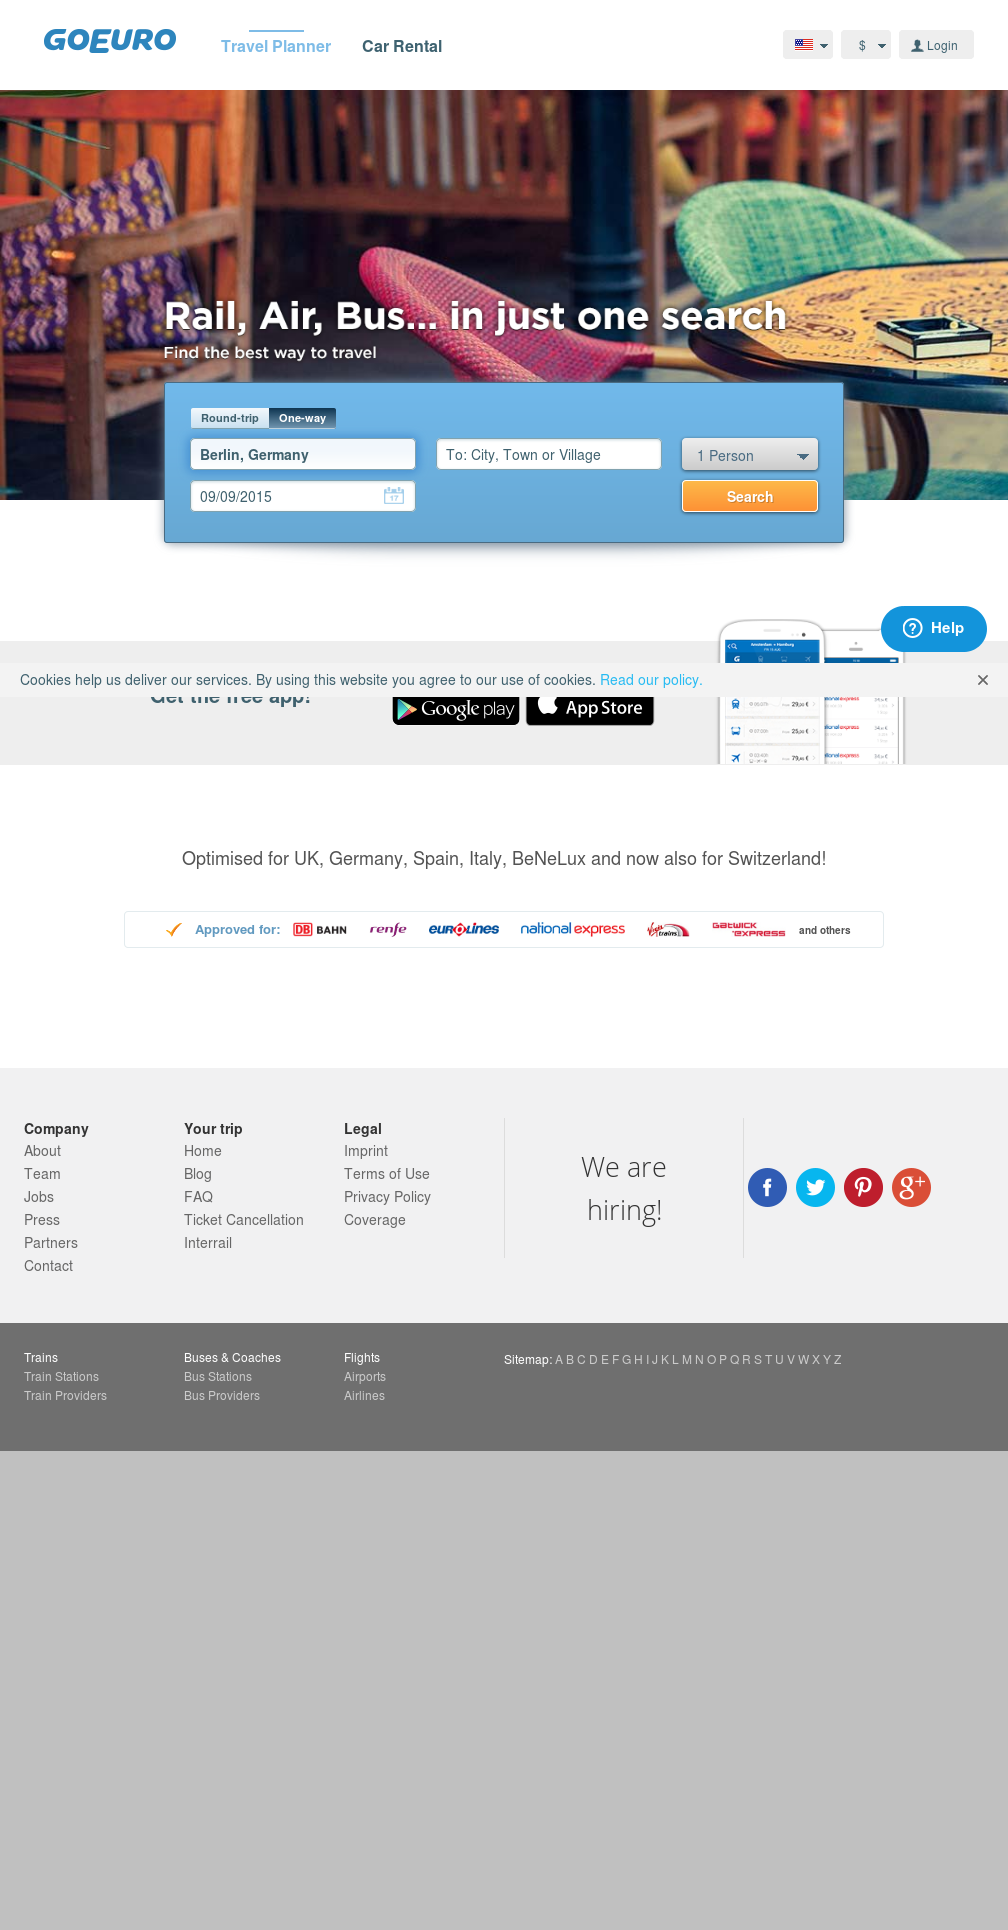 GOEURO
Travel Planner
Car Rental
$
Login
Rail, Air, Bus... in just one search
Find the best way to travel
Round-trip
One-way
Berlin, Germany
To: City, Town or Village
1 Person
09/09/2015
17
Search
Help
Cookies help us deliver our services. By using this website you agree to our use of cookies. Read our policy.
Get the free app!
Google play
App Store
Optimised for UK, Germany, Spain, Italy, BeNeLux and now also for Switzerland!
Approved for:
DB BAHN
renfe
eurolines
national express
Virgin trains
Gatwick express
and others
Company
About
Team
Jobs
Press
Partners
Contact
Your trip
Home
Blog
FAQ
Ticket Cancellation
Interrail
Legal
Imprint
Terms of Use
Privacy Policy
Coverage
We are
hiring!
Trains
Train Stations
Train Providers
Buses & Coaches
Bus Stations
Bus Providers
Flights
Airports
Airlines
Sitemap: A B C D E F G H I J K L M N O P Q R S T U V W X Y Z